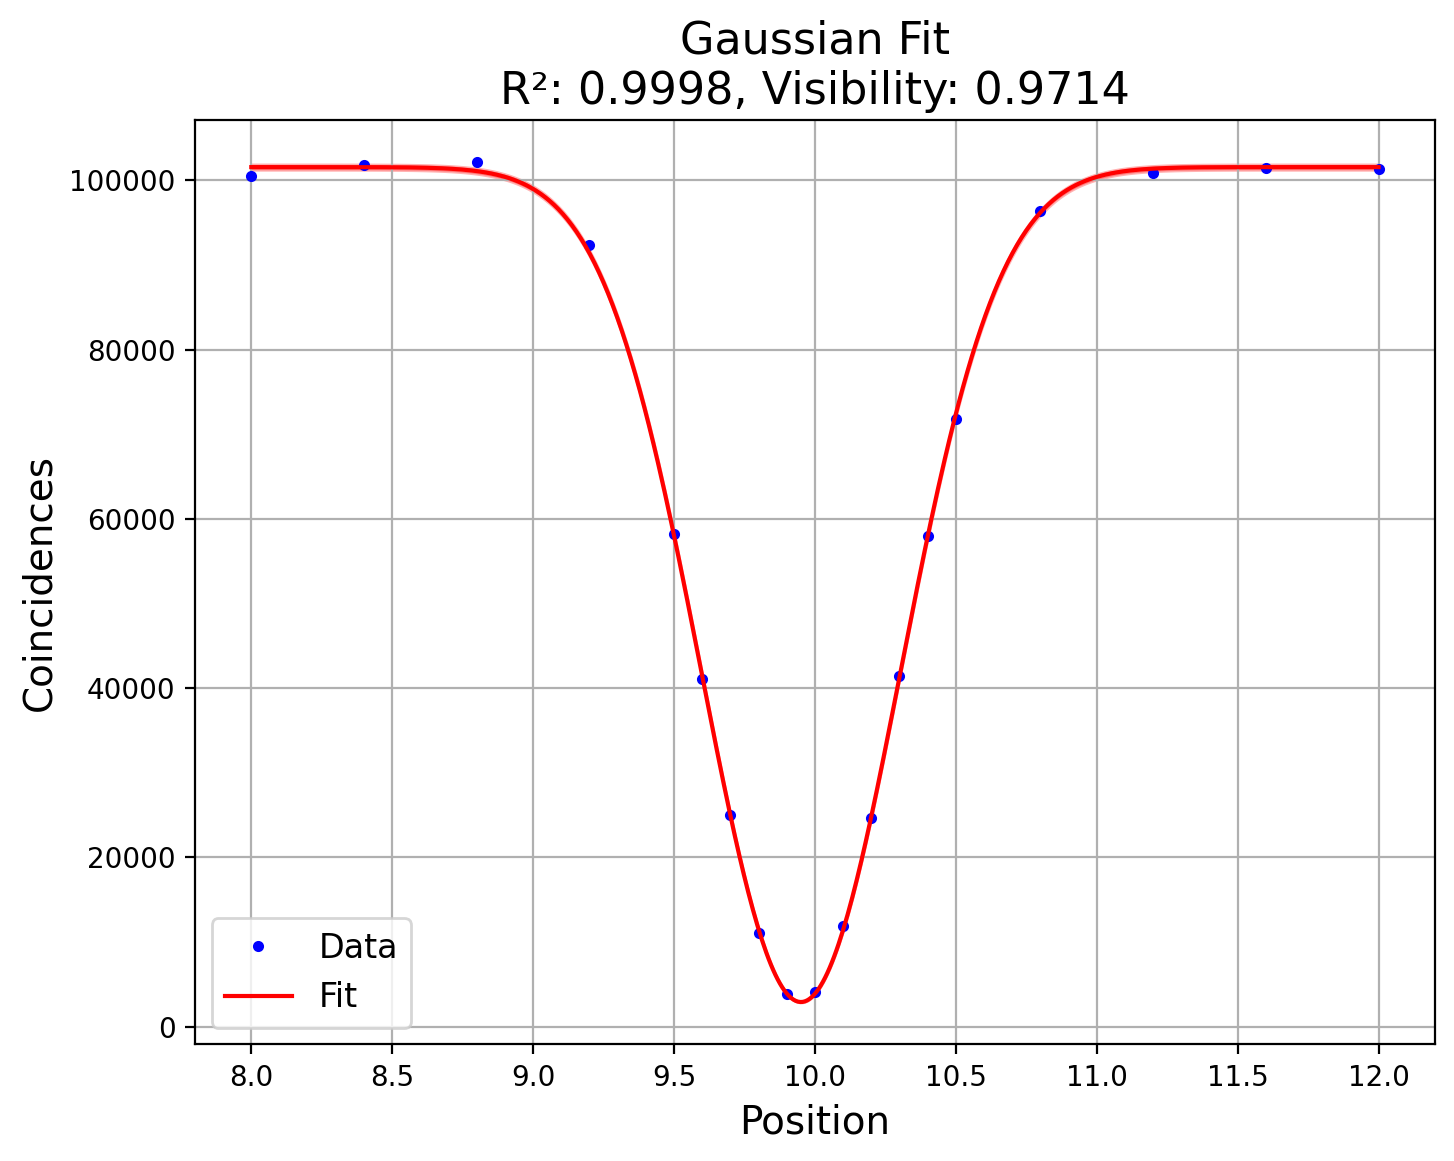 Gaussian Fit
R²: 0.9998, Visibility: 0.9714
100000
80000
60000
40000
20000
0
Coincidences
Data
Fit
8.0 8.5 9.0 9.5 10.0 10.5 11.0 11.5 12.0
Position